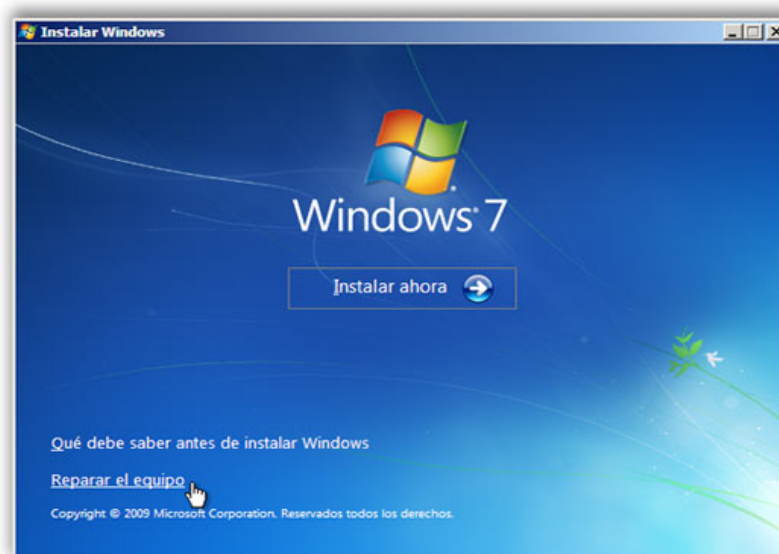 Instalar Windows
Windows 7
Instalar ahora
Qué debe saber antes de instalar Windows
Reparar el equipo
Copyright © 2009 Microsoft Corporation. Reservados todos los derechos.